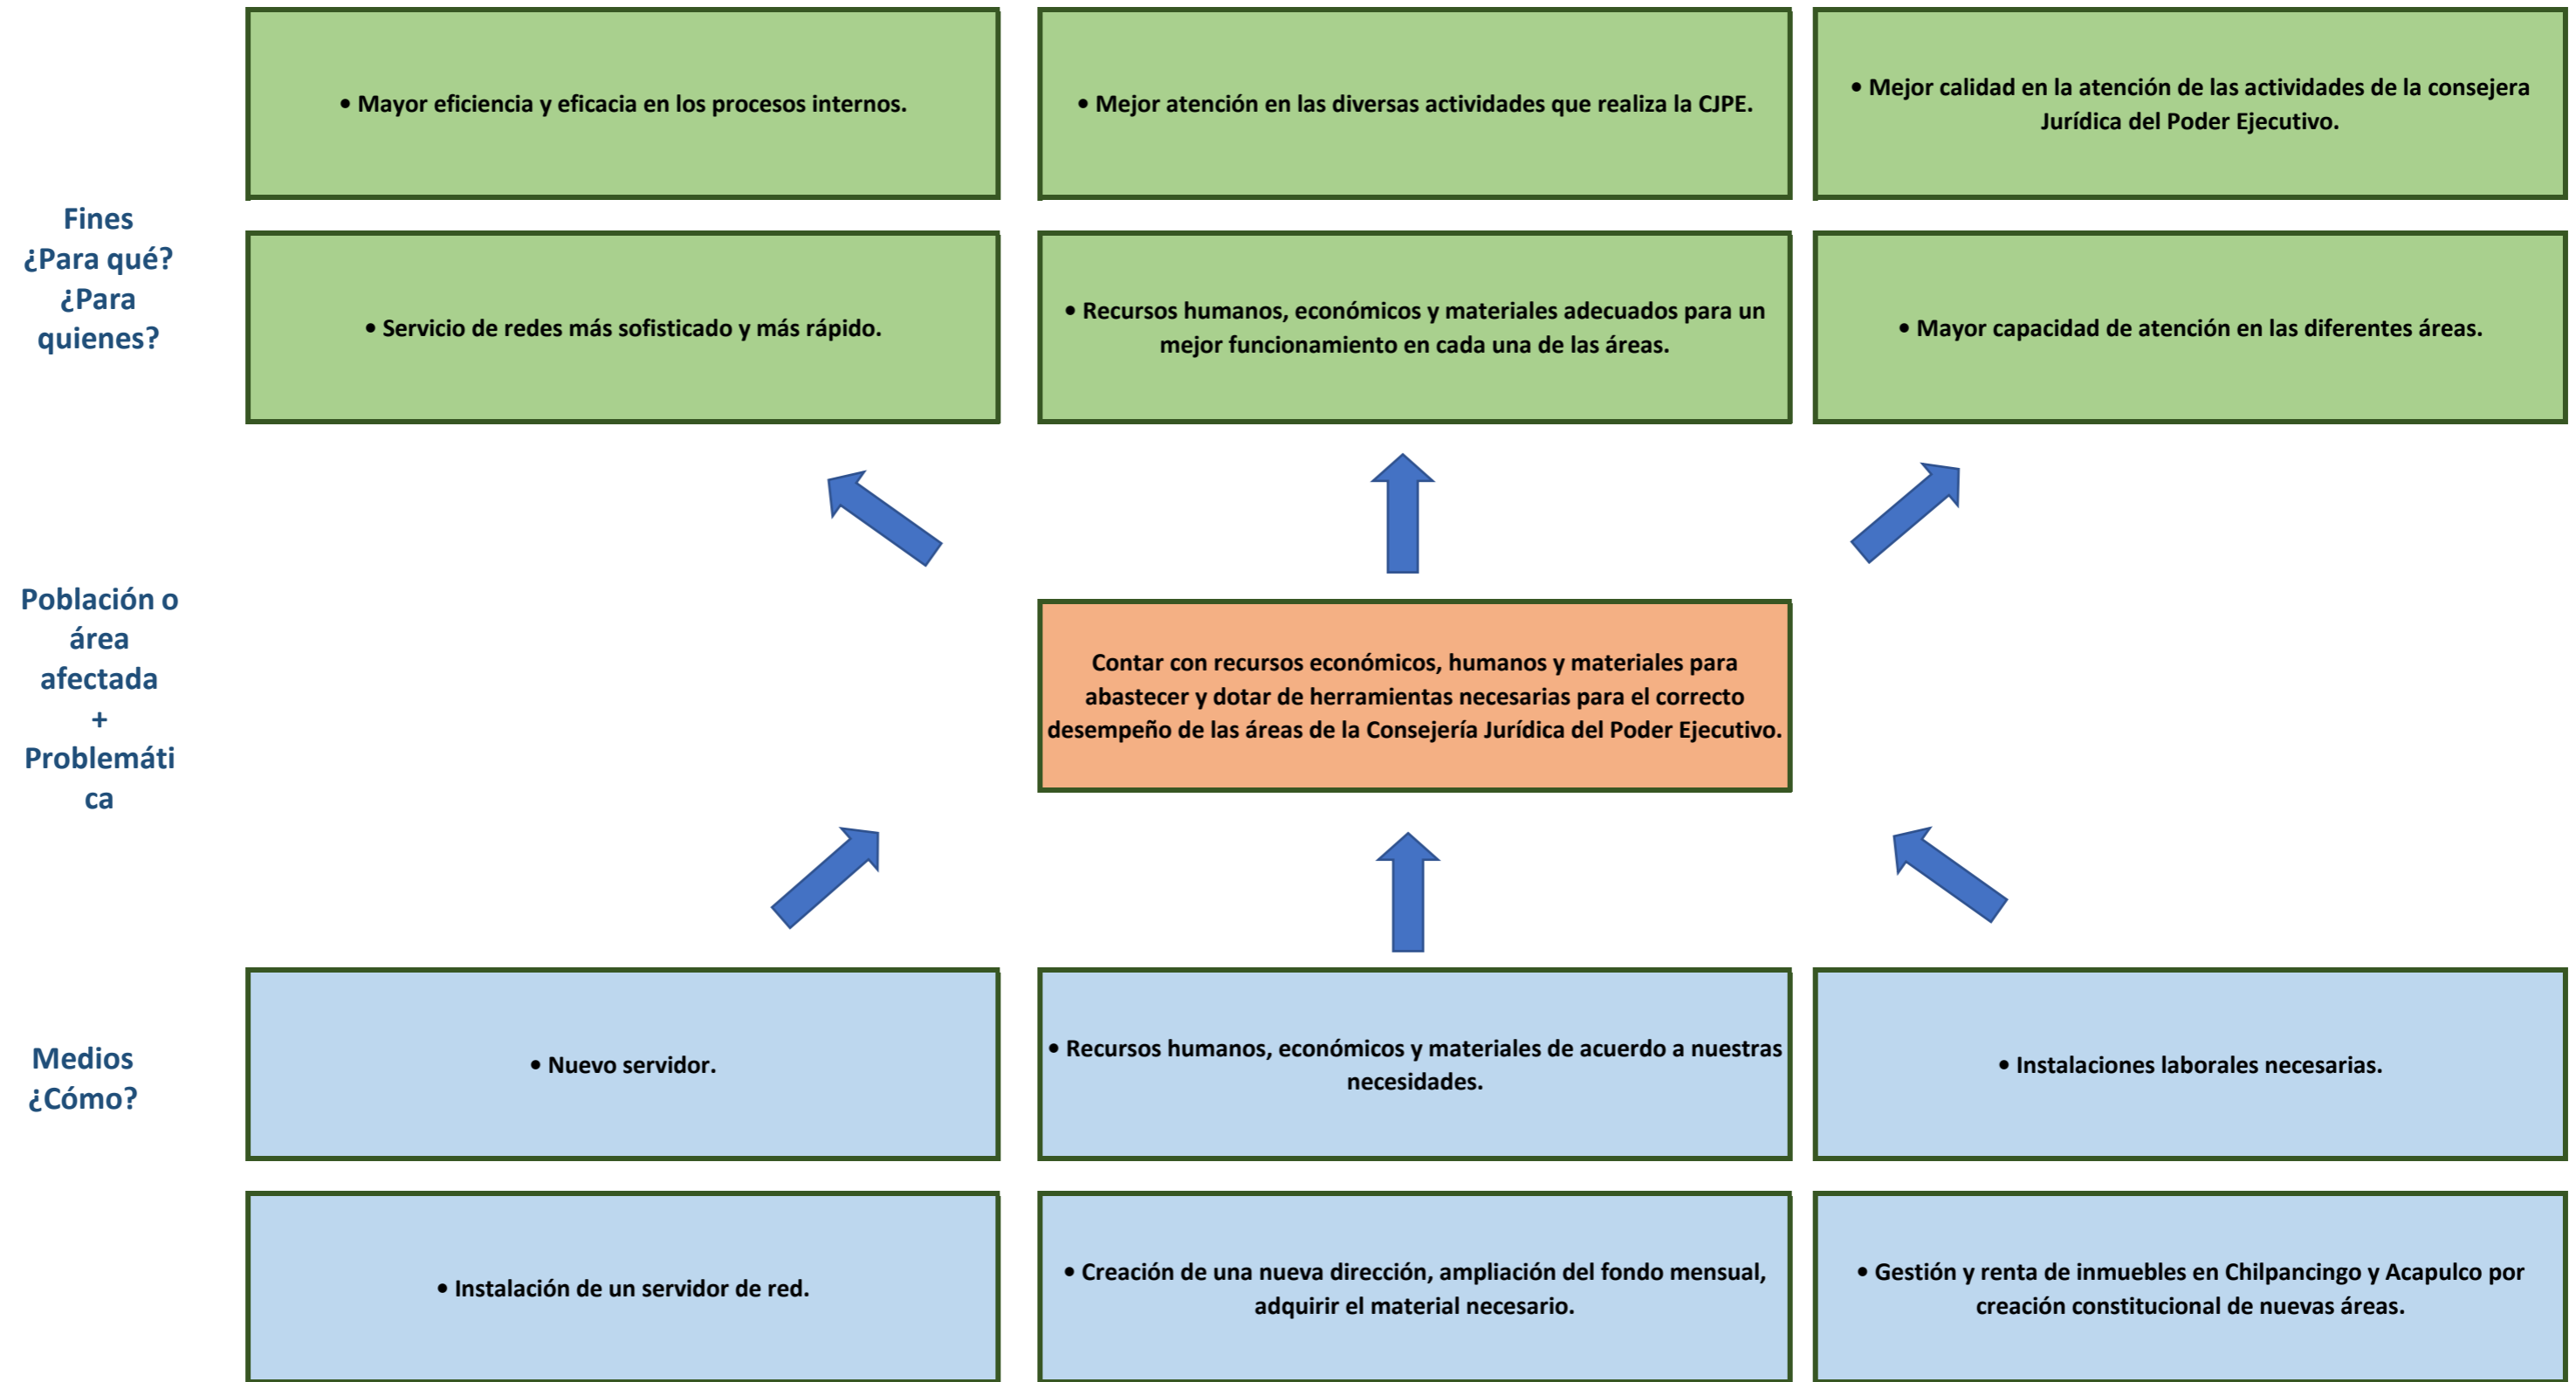 • Mayor eficiencia y eficacia en los procesos internos.
• Mejor atención en las diversas actividades que realiza la CJPE.
• Mejor calidad en la atención de las actividades de la consejera
Jurídica del Poder Ejecutivo.
Fines
¿Para qué?
¿Para
quienes?
• Servicio de redes más sofisticado y más rápido.
• Recursos humanos, económicos y materiales adecuados para un
mejor funcionamiento en cada una de las áreas.
• Mayor capacidad de atención en las diferentes áreas.
Población o
área
afectada
+
Problemáti
ca
Contar con recursos económicos, humanos y materiales para
abastecer y dotar de herramientas necesarias para el correcto
desempeño de las áreas de la Consejería Jurídica del Poder Ejecutivo.
Medios
¿Cómo?
• Nuevo servidor.
• Recursos humanos, económicos y materiales de acuerdo a nuestras
necesidades.
• Instalaciones laborales necesarias.
• Instalación de un servidor de red.
• Creación de una nueva dirección, ampliación del fondo mensual,
adquirir el material necesario.
• Gestión y renta de inmuebles en Chilpancingo y Acapulco por
creación constitucional de nuevas áreas.